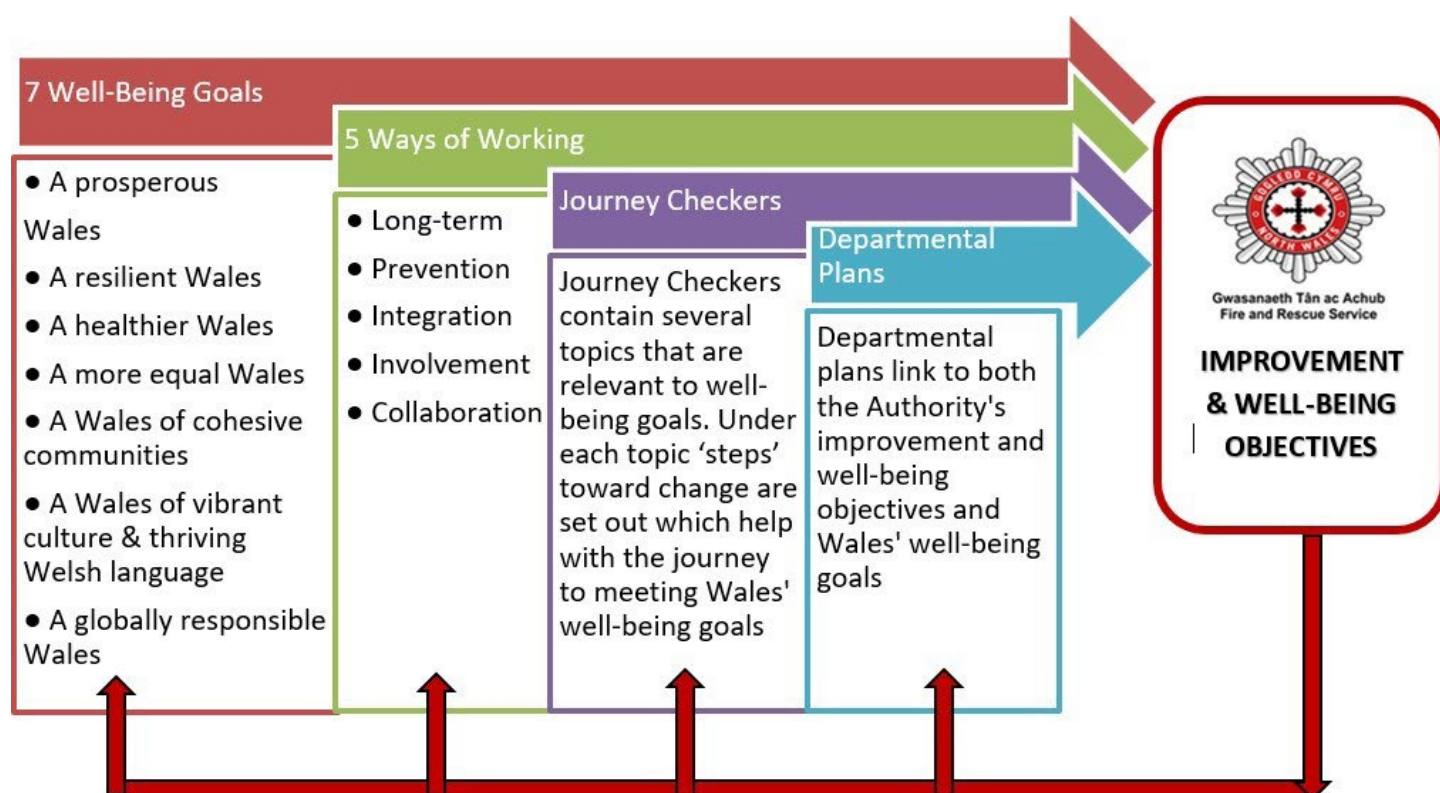 7 Well-Being Goals
● A prosperous
Wales
● A resilient Wales
● A healthier Wales
● A more equal Wales
● A Wales of cohesive
communities
● A Wales of vibrant
culture & thriving
Welsh language
● A globally responsible
Wales
5 Ways of Working
● Long-term
● Prevention
● Integration
● Involvement
● Collaboration
Journey Checkers
Journey Checkers
contain several
topics that are
relevant to well-
being goals. Under
each topic ‘steps’
toward change are
set out which help
with the journey
to meeting Wales'
well-being goals
Departmental
Plans
Departmental
plans link to both
the Authority's
improvement and
well-being
objectives and
Wales' well-being
goals
GOGLEDD CYMRU
NORTH WALES
Gwasanaeth Tân ac Achub
Fire and Rescue Service
IMPROVEMENT
& WELL-BEING
OBJECTIVES